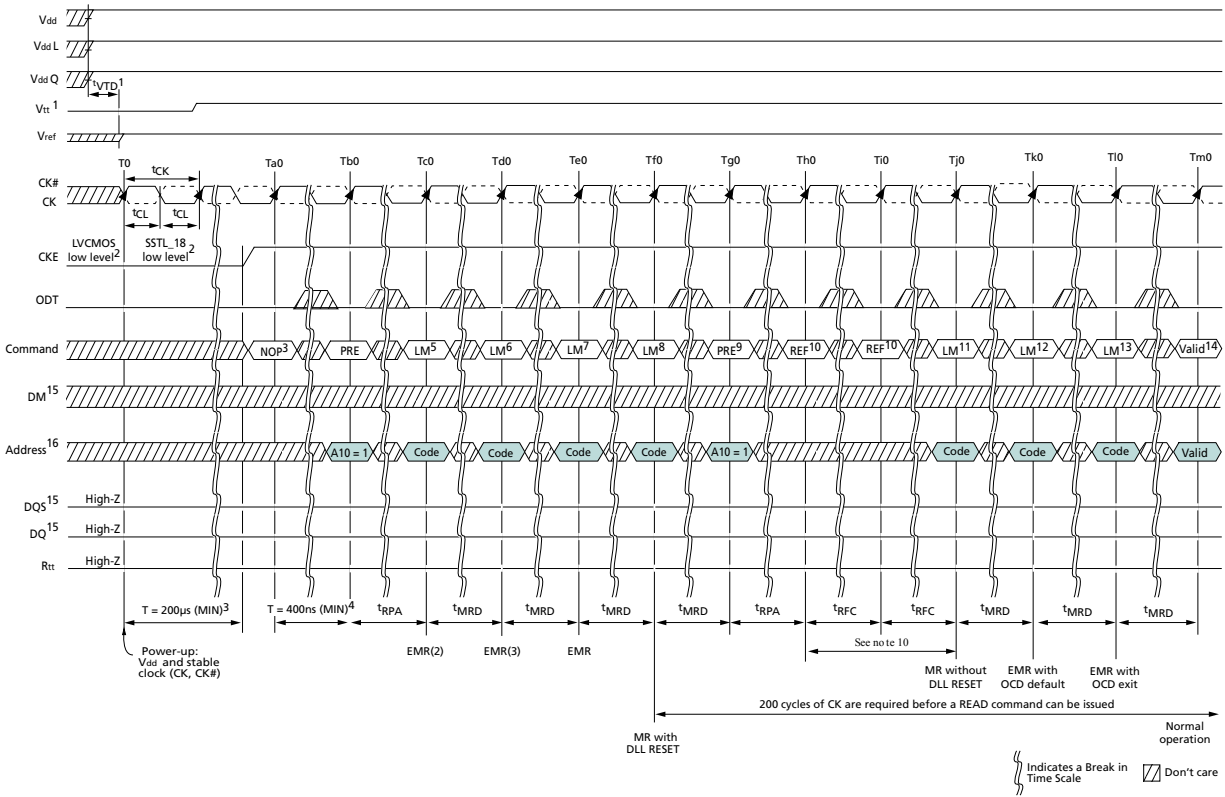 Vdd
Vdd L
Vdd Q
tVTD1
Vtt 1
Vref
T0 Ta0 Tb0 Tc0 Td0 Te0 Tf0 Tg0 Th0 Ti0 Tj0 Tk0 Tl0 Tm0
tCK
CK#
CK
tCL tCL
LVCMOS low level2
SSTL_18 low level2
CKE
ODT
Command NOP3 PRE LM5 LM6 LM7 LM8 PRE9 REF10 REF10 LM11 LM12 LM13 Valid14
DM15
Address16 A10 = 1 Code Code Code Code A10 = 1 Code Code Code Valid
DQS15 High-Z
DQ15 High-Z
Rtt High-Z
T = 200µs (MIN)3 T = 400ns (MIN)4 tRPA tMRD tMRD tMRD tMRD tRPA tRFC tRFC tMRD tMRD tMRD
See note 10
Power-up:
Vdd and stable
clock (CK, CK#)
EMR(2) EMR(3) EMR
MR without
DLL RESET
EMR with
OCD default
EMR with
OCD exit
200 cycles of CK are required before a READ command can be issued
MR with
DLL RESET
Normal
operation
Indicates a Break in
Time Scale
Don't care